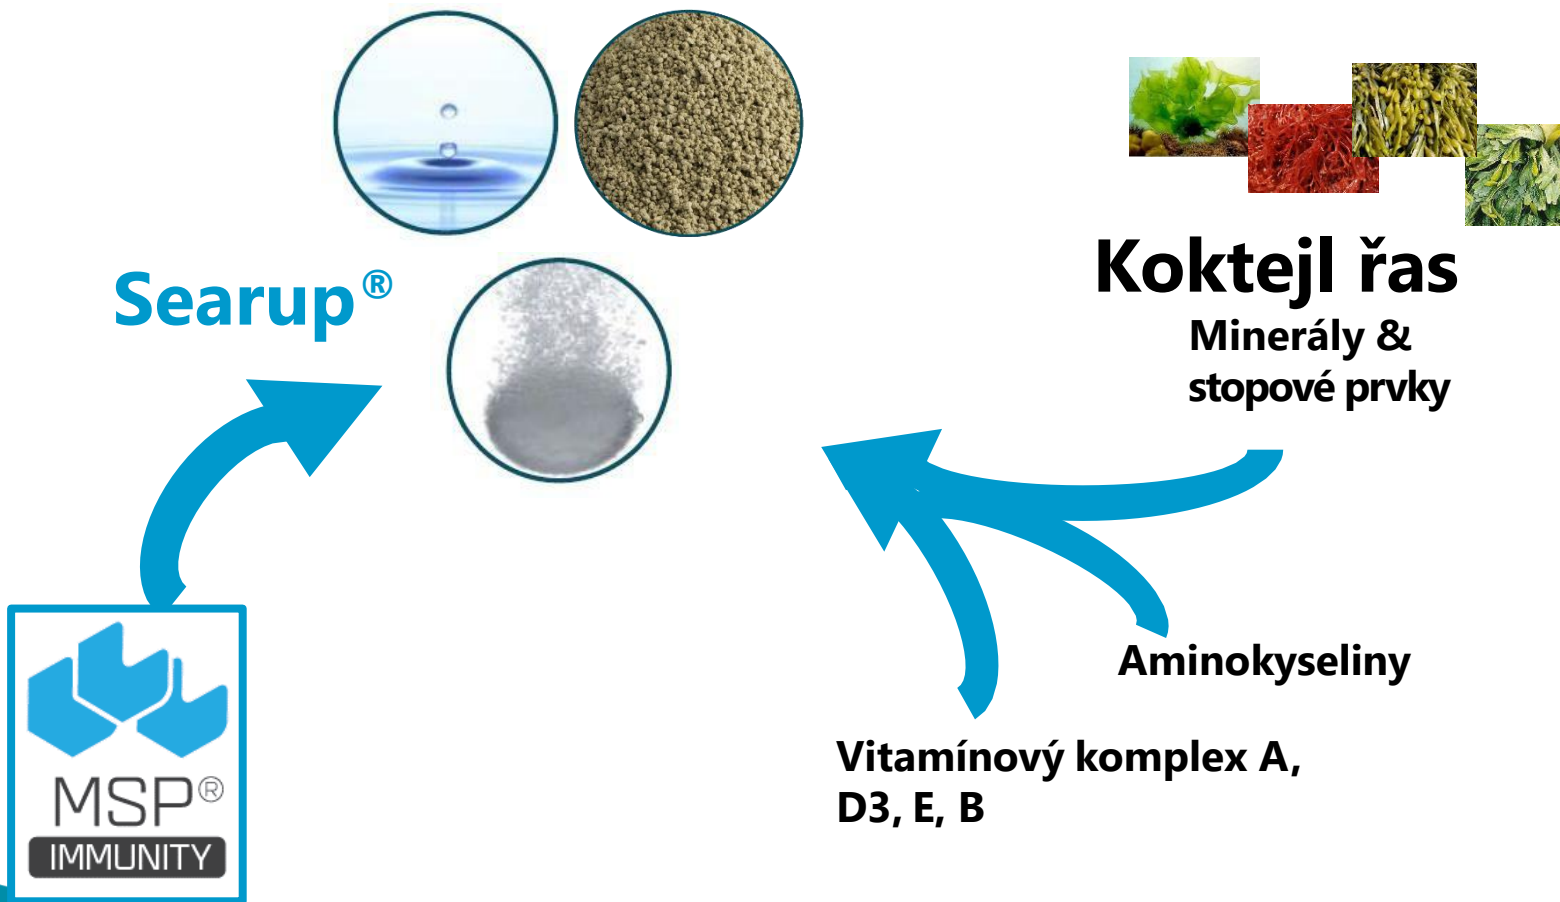 Searup®
Koktejl řas
Minerály &
stopové prvky
Aminokyseliny
Vitamínový komplex A,
D3, E, B
MSP®
IMMUNITY